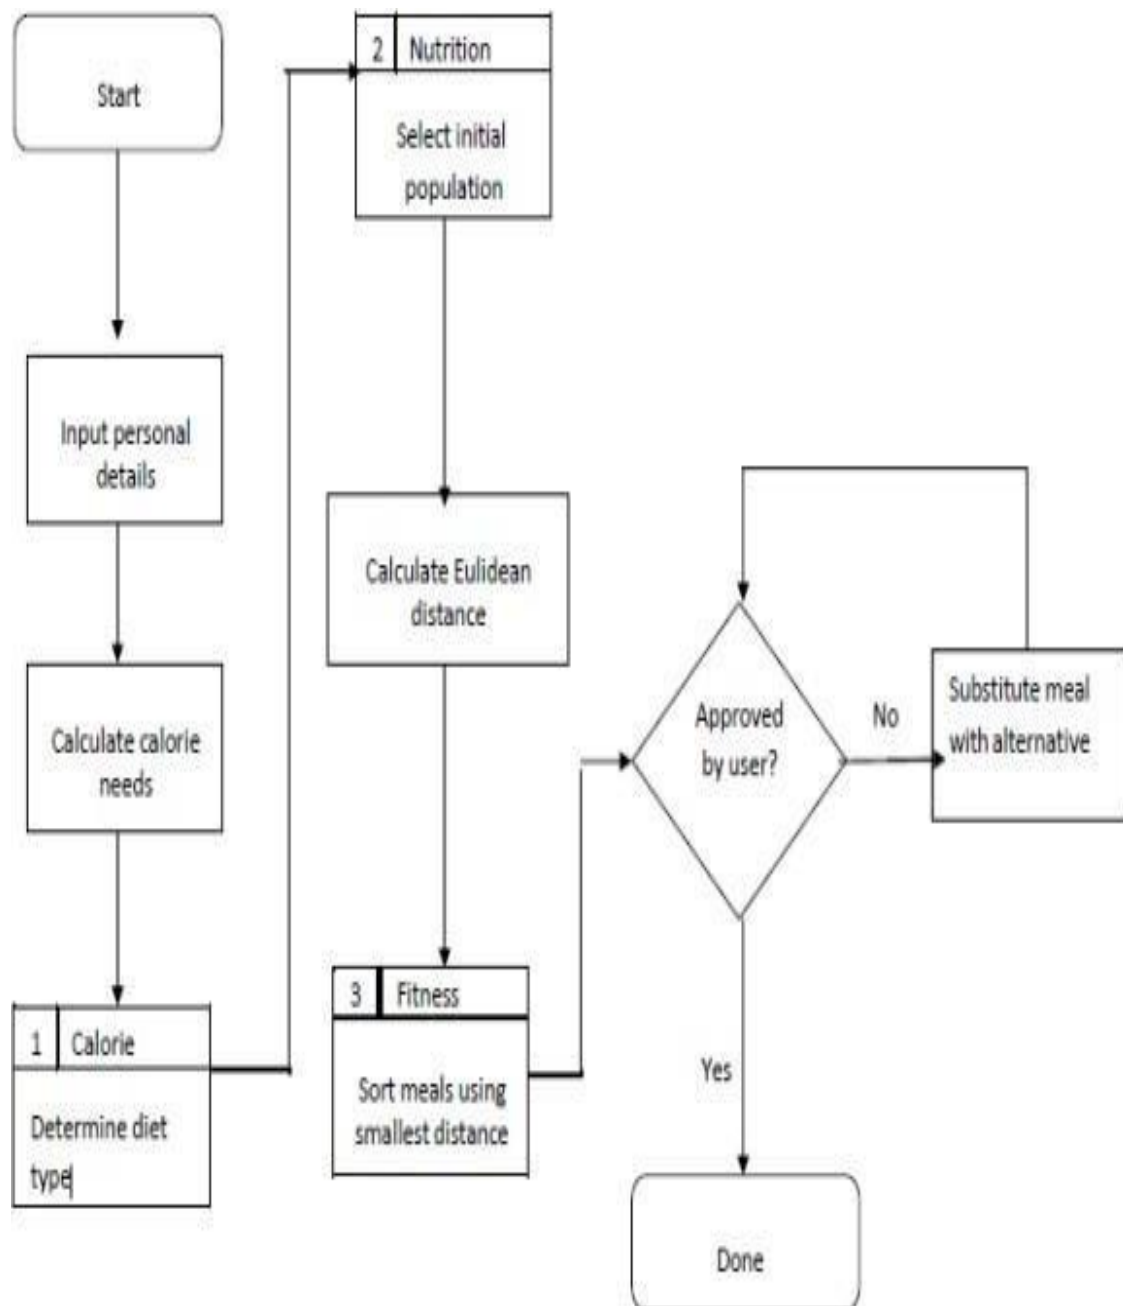 Start
Input personal
details
Calculate calorie
needs
1 Calorie
Determine diet
type
2 Nutrition
Select initial
population
Calculate Eulidean
distance
3 Fitness
Sort meals using
smallest distance
Approved
by user?
No
Substitute meal
with alternative
Yes
Done